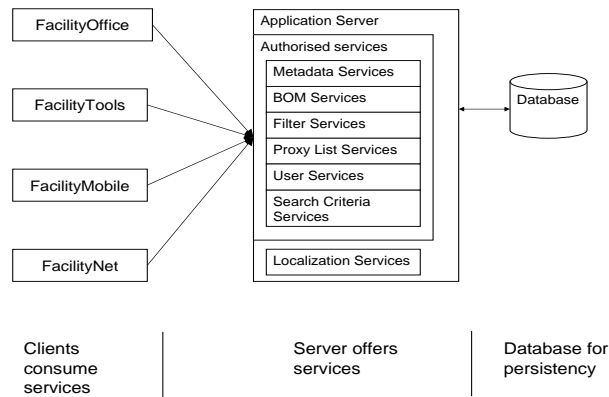 FacilityOffice
FacilityTools
FacilityMobile
FacilityNet
Application Server
Authorised services
Metadata Services
BOM Services
Filter Services
Proxy List Services
User Services
Search Criteria
Services
Localization Services
Database
Clients
consume
services
Server offers
services
Database for
persistency